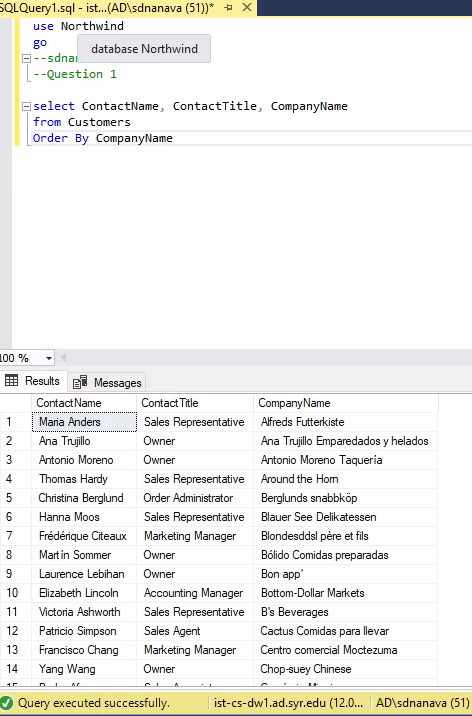 SQLQuery1.sql - ist...(AD\sdnanava (51))*
use Northwind
go
database Northwind
--sdnan
--Question 1
select ContactName, ContactTitle, CompanyName
from Customers
Order By CompanyName
100 %
Results Messages
ContactName ContactTitle CompanyName
1 Maria Anders Sales Representative Alfreds Futterkiste
2 Ana Trujillo Owner Ana Trujillo Emparedados y helados
3 Antonio Moreno Owner Antonio Moreno Taquería
4 Thomas Hardy Sales Representative Around the Horn
5 Christina Berglund Order Administrator Berglunds snabbköp
6 Hanna Moos Sales Representative Blauer See Delikatessen
7 Frédérique Citeaux Marketing Manager Blondesddsl père et fils
8 Martín Sommer Owner Bólido Comidas preparadas
9 Laurence Lebihan Owner Bon app'
10 Elizabeth Lincoln Accounting Manager Bottom-Dollar Markets
11 Victoria Ashworth Sales Representative B's Beverages
12 Patricio Simpson Sales Agent Cactus Comidas para llevar
13 Francisco Chang Marketing Manager Centro comercial Moctezuma
14 Yang Wang Owner Chop-suey Chinese
15
Query executed successfully. ist-cs-dw1.ad.syr.edu (12.0... AD\sdnanava (51)